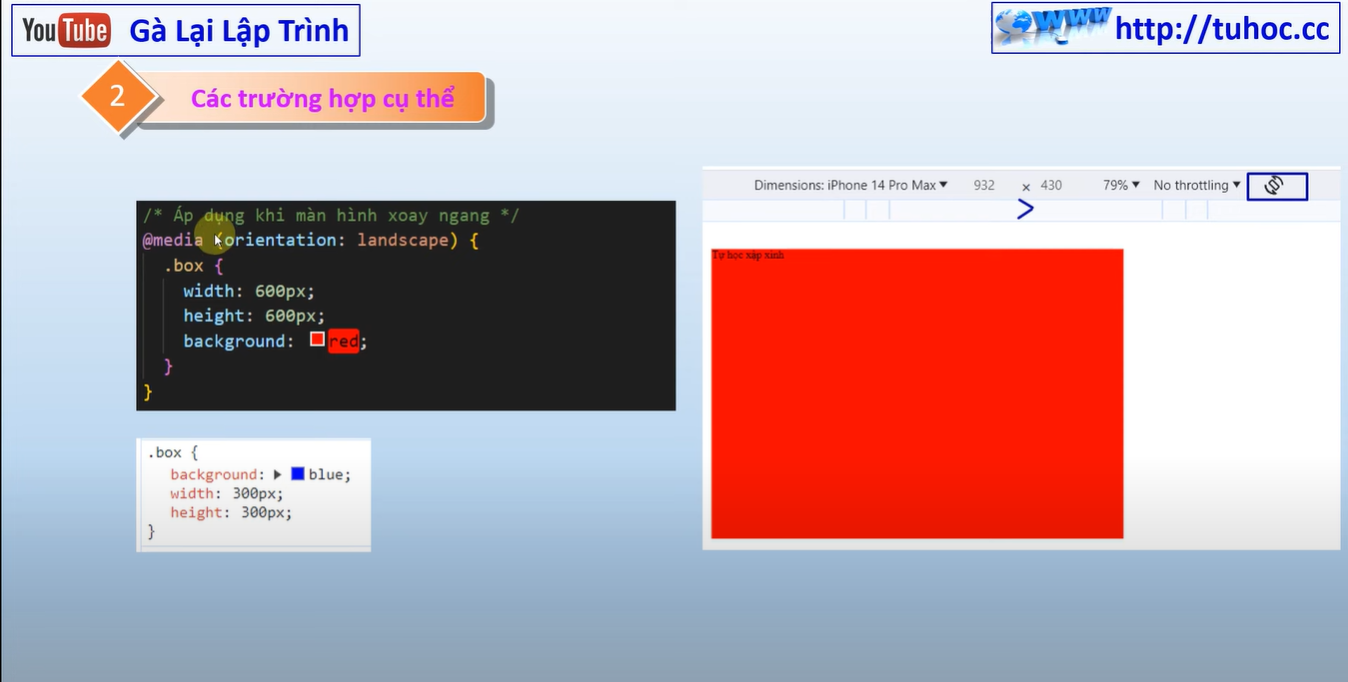 YouTube Gà Lại Lập Trình
WWW http://tuhoc.cc
2 Các trường hợp cụ thể
/* Áp dụng khi màn hình xoay ngang */
@media (orientation: landscape) {
.box {
width: 600px;
height: 600px;
background: red;
}
}
.box {
background: blue;
width: 300px;
height: 300px;
}
Dimensions: iPhone 14 Pro Max 932 x 430 79% No throttling
>
Tự học xập xình